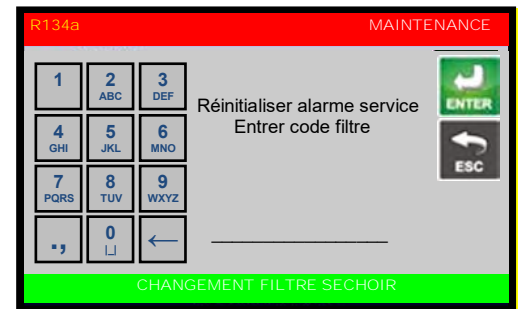 R134a MAINTENANCE
1 2 3
ABC DEF
Réinitialiser alarme service
Entrer code filtre
ENTER
4 5 6
GHI JKL MNO
ESC
7 8 9
PQRS TUV WXYZ
., 0 ←
CHANGEMENT FILTRE SECHOIR